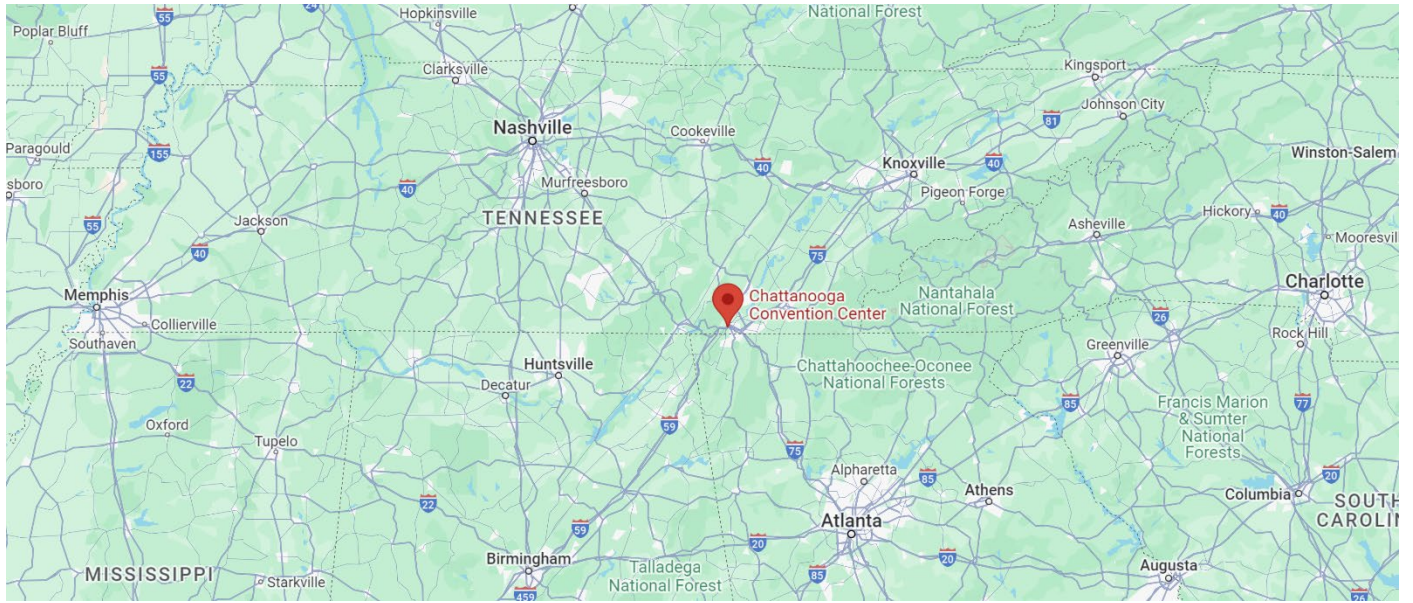 Hopkinsville
National Forest
55
24
Poplar Bluff
Clarksville
55
Kingsport
Johnson City
81
Nashville
Cookeville
Paragould
155
40
Knoxville
40
Winston-Salem
sboro
40
Murfreesboro
Pigeon Forge
TENNESSEE
55
Jackson
Asheville
Hickory
40
Mooresvil
40
75
Memphis
Chattanooga
Convention Center
Nantahala
National Forest
Charlotte
Collierville
Southaven
26
Rock Hill
Huntsville
Greenville
Decatur
Chattahoochee-Oconee
National Forests
22
85
Francis Marion
& Sumter
National
Forests
77
Oxford
59
Tupelo
75
Alpharetta
85
20
22
Athens
Columbia
SOUTH
CAROLIN
59
Atlanta
20
20
Birmingham
Talladega
National Forest
85
Augusta
MISSISSIPPI
Starkville
459
26